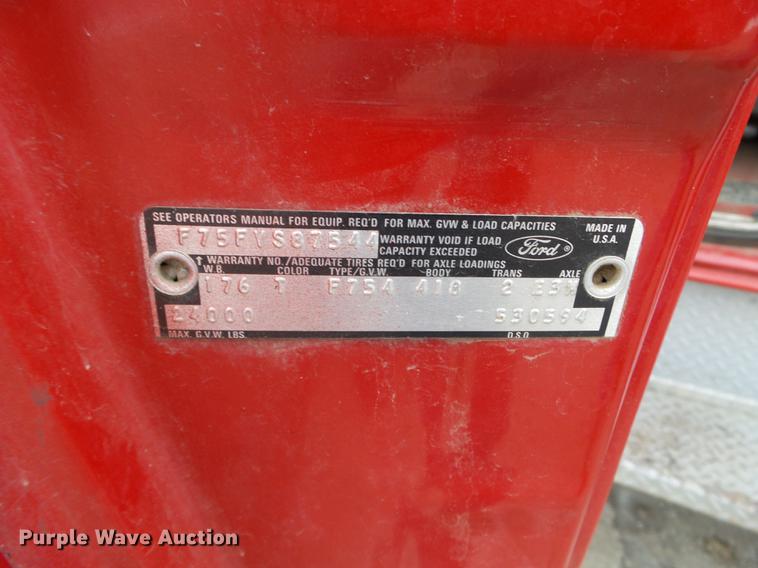 SEE OPERATORS MANUAL FOR EQUIP. REQ'D FOR MAX. GVW & LOAD CAPACITIES
MADE IN U.S.A.
F75FVS87544
WARRANTY VOID IF LOAD CAPACITY EXCEEDED
Ford ®
↑ WARRANTY NO./ADEQUATE TIRES REQ'D FOR AXLE LOADINGS
W.B. COLOR TYPE/G.V.W. BODY TRANS AXLE
176 T F754 418 2
24000 530594
MAX. G.V.W. LBS. D.S.O.
Purple Wave Auction